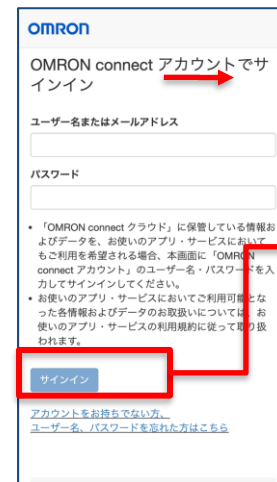 OMRON
OMRON connect アカウントでサ
インイン
ユーザー名またはメールアドレス
パスワード
• 「OMRON connect クラウド」に保管している情報お
よびデータを、お使いのアプリ・サービスにおいて
もご利用を希望される場合、本画面に「OMRON
connect アカウント」のユーザー名・パスワードを入
力してサインインしてください。
• お使いのアプリ・サービスにおいてご利用可能とな
った各情報およびデータのお取扱いについては、お
使いのアプリ・サービスの利用規約に従って取り扱
われます。
サインイン
アカウントをお持ちでない方、
ユーザー名、パスワードを忘れた方はこちら